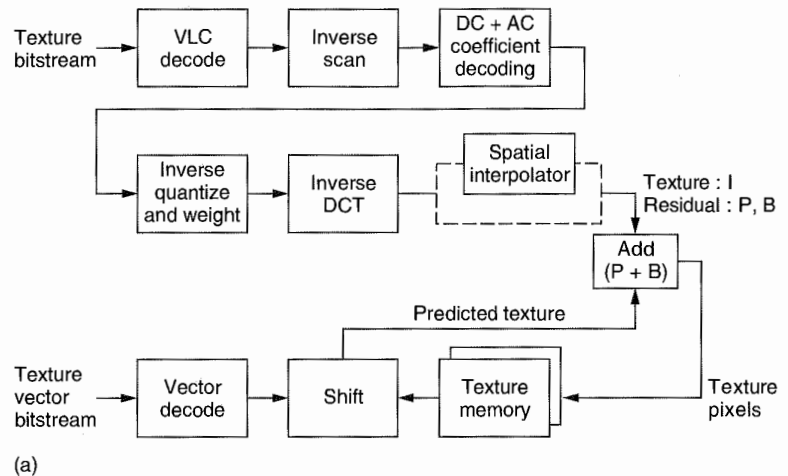 Texture
bitstream
VLC
decode
Inverse
scan
DC + AC
coefficient
decoding
Inverse
quantize
and weight
Inverse
DCT
Spatial
interpolator
Texture : I
Residual : P, B
Add
(P + B)
Predicted texture
Texture
vector
bitstream
Vector
decode
Shift
Texture
memory
Texture
pixels
(a)